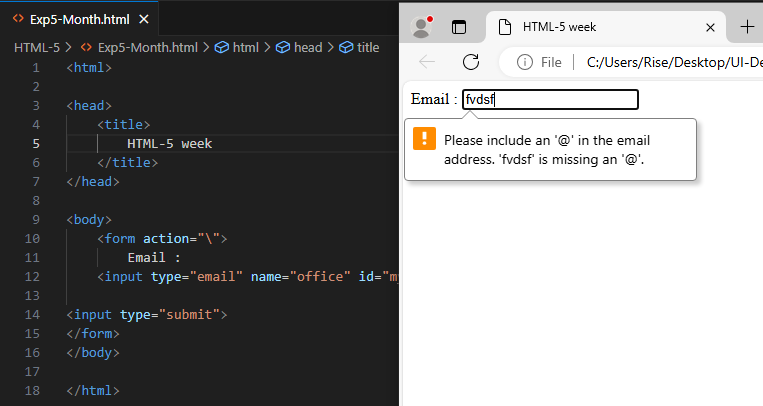 Exp5-Month.html
HTML-5 > Exp5-Month.html > html > head > title
1 <html>
2
3 <head>
4 <title>
5 HTML-5 week
6 </title>
7 </head>
8
9 <body>
10 <form action="\">
11 Email :
12 <input type="email" name="office" id="my
13
14 <input type="submit">
15 </form>
16 </body>
17
18 </html>
HTML-5 week
File C:/Users/Rise/Desktop/UI-De
Email : fvdsf
Please include an '@' in the email
address. 'fvdsf' is missing an '@'.